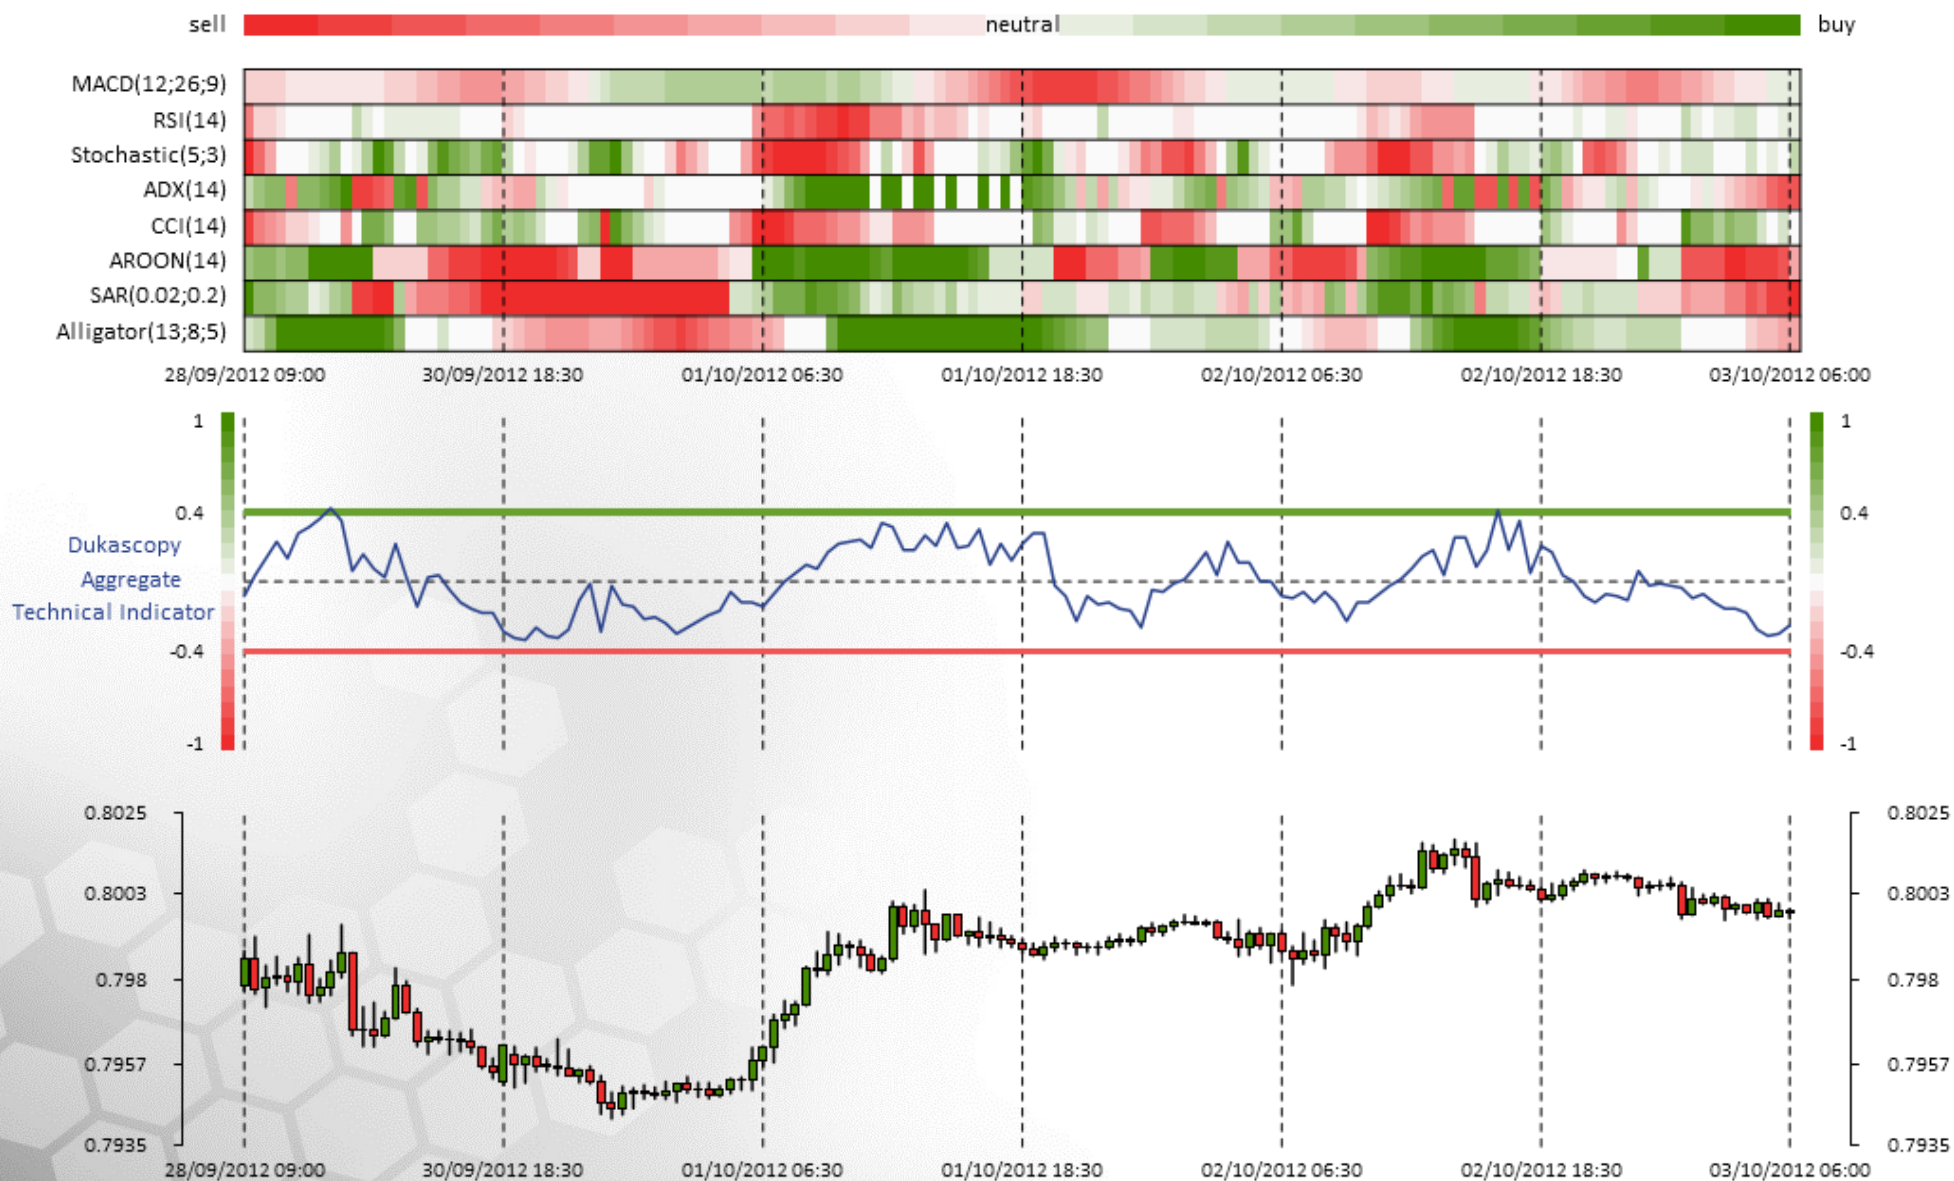 sell neutral buy
MACD(12;26;9)
RSI(14)
Stochastic(5;3)
ADX(14)
CCI(14)
AROON(14)
SAR(0.02;0.2)
Alligator(13;8;5)
28/09/2012 09:00 30/09/2012 18:30 01/10/2012 06:30 01/10/2012 18:30 02/10/2012 06:30 02/10/2012 18:30 03/10/2012 06:00
1 1
0.4 0.4
Dukascopy
Aggregate
Technical Indicator
-0.4 -0.4
-1 -1
0.8025 0.8025
0.8003 0.8003
0.798 0.798
0.7957 0.7957
0.7935 0.7935
28/09/2012 09:00 30/09/2012 18:30 01/10/2012 06:30 01/10/2012 18:30 02/10/2012 06:30 02/10/2012 18:30 03/10/2012 06:00